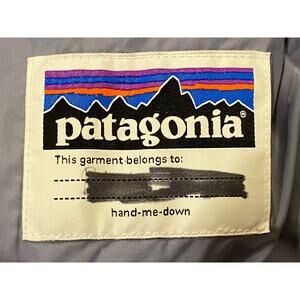 patagonia®
This garment belongs to:
hand-me-down